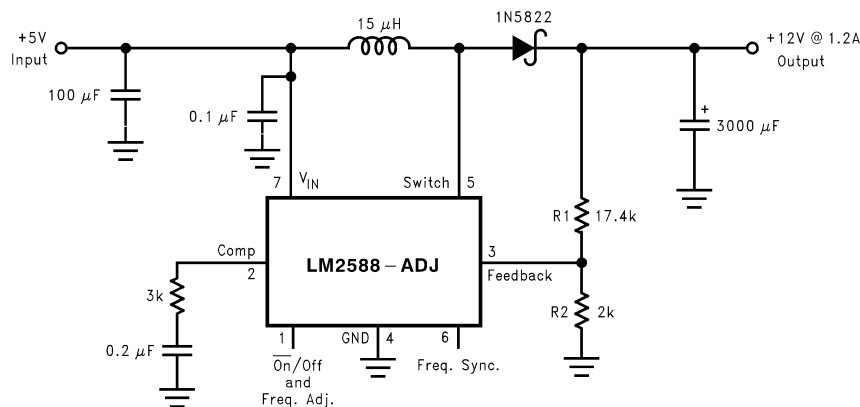 1N5822
15 μH
+5V
Input
+12V @ 1.2A
Output
100 μF
0.1 μF
+
3000 μF
7
VIN
Switch
5
R1
17.4k
Comp
2
LM2588-ADJ
3
Feedback
3k
R2
2k
0.2 μF
1
GND
4
6
On/Off
and
Freq. Adj.
Freq. Sync.